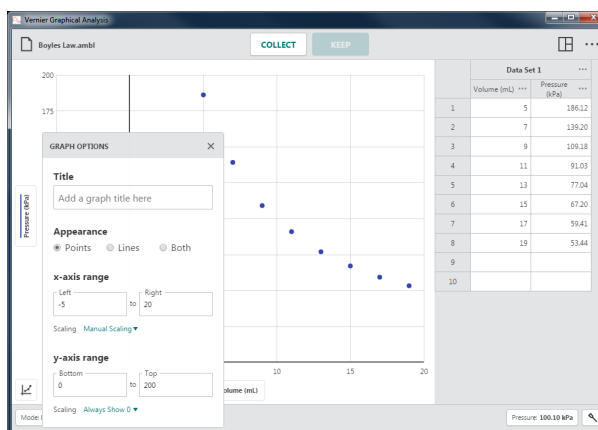 Vernier Graphical Analysis
Boyles Law.ambl
COLLECT
KEEP
200
175
Pressure (kPa)
GRAPH OPTIONS
Title
Add a graph title here
Appearance
Points Lines Both
x-axis range
Left Right
-5 to 20
Scaling Manual Scaling
y-axis range
Bottom Top
0 to 200
Scaling Always Show 0
10 15 20
olume (mL)
Data Set 1
Volume (mL) Pressure (kPa)
1 5 186.12
2 7 139.20
3 9 109.18
4 11 91.03
5 13 77.04
6 15 67.20
7 17 59.41
8 19 53.44
9
10
Mode:
Pressure: 100.10 kPa